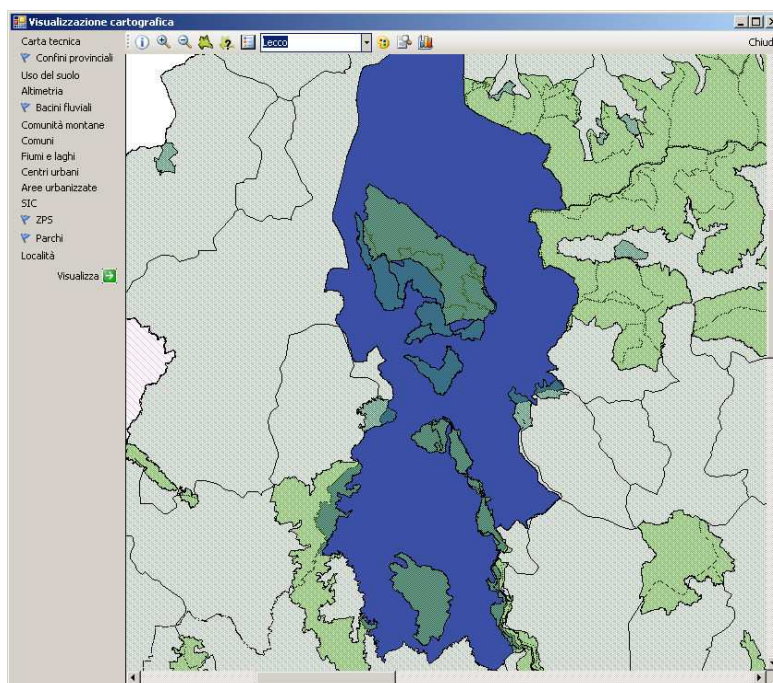 Visualizzazione cartografica
Carta tecnica
Confini provinciali
Uso del suolo
Altimetria
Bacini fluviali
Comunità montane
Comuni
Fiumi e laghi
Centri urbani
Aree urbanizzate
SIC
ZPS
Parchi
Località
Visualizza
Lecco
Chiud